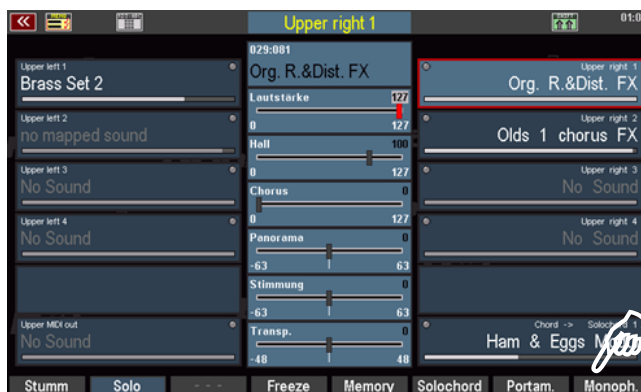 Upper right 1
01:0
Upper left 1
Brass Set 2
Upper left 2
no mapped sound
Upper left 3
No Sound
Upper left 4
No Sound
Upper MIDI out
No Sound
029:081
Org. R.&Dist. FX
Lautstärke 127
0 127
Hall 100
0 127
Chorus 0
0 127
Panorama 0
-63 63
Stimmung 0
-63 63
Transp. 0
-48 48
Upper right 1
Org. R.&Dist. FX
Upper right 2
Olds 1 chorus FX
Upper right 3
No Sound
Upper right 4
No Sound
Chord -> Solochord 1
Ham & Eggs
Stumm Solo - - - Freeze Memory Solochord Portam. Monoph.